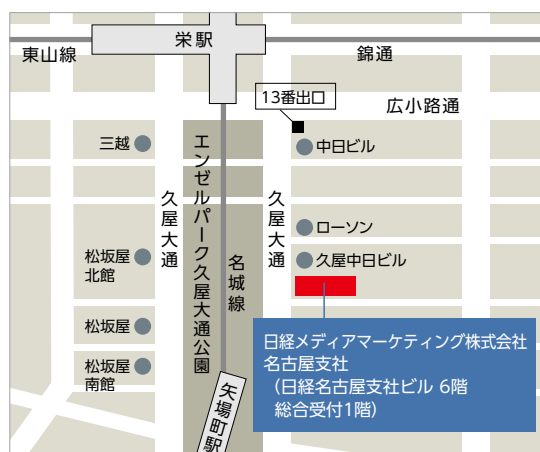 栄駅
東山線
錦通
13番出口
広小路通
三越
中日ビル
エンゼルパーク久屋大通公園
久屋大通
久屋大通
ローソン
松坂屋
北館
久屋中日ビル
名城線
松坂屋
松坂屋
南館
日経メディアマーケティング株式会社
名古屋支社
（日経名古屋支社ビル 6階
総合受付1階）
矢場町駅